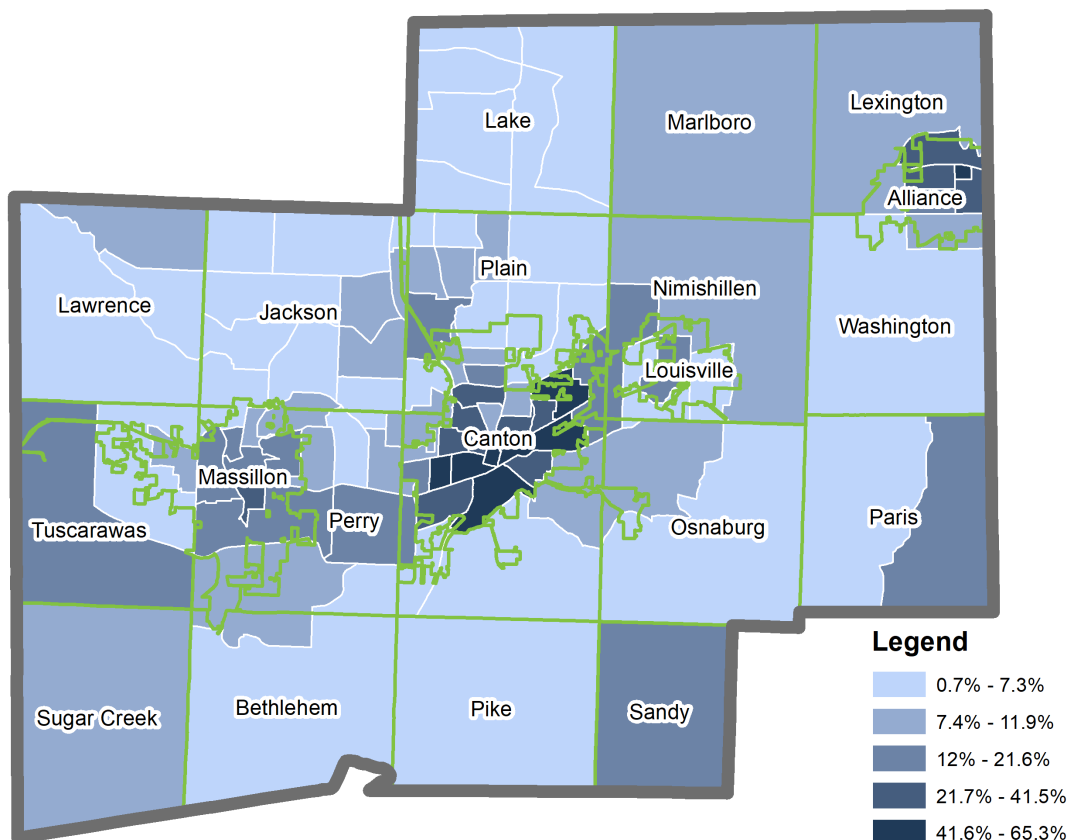 Lake
Marlboro
Lexington
Alliance
Plain
Nimishillen
Lawrence
Jackson
Washington
Louisville
Canton
Massillon
Perry
Tuscarawas
Osnaburg
Paris
Sugar Creek
Bethlehem
Pike
Sandy
Legend
0.7% - 7.3%
7.4% - 11.9%
12% - 21.6%
21.7% - 41.5%
41.6% - 65.3%